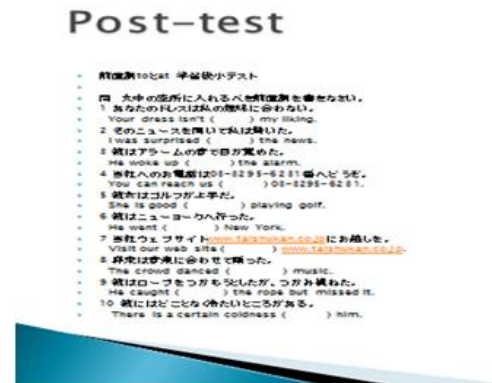 Post-test
前置詞toとat 学習後小テスト
問 文中の空所に入れるべき前置詞を書きなさい。
1 あなたのドレスは私の趣味に合わない。
Your dress isn't ( ) my liking.
2 そのニュースを聞いて私は驚いた。
I was surprised ( ) the news.
3 彼はアラームの音で目が覚めた。
He woke up ( ) the alarm.
4 当社へのお電話は08-8295-6231番へどうぞ。
You can reach us ( ) 08-8295-6231.
5 彼女はゴルフが上手だ。
She is good ( ) playing golf.
6 彼はニューヨークへ行った。
He went ( ) New York.
7 当社ウェブサイトwww.taishukan.co.jpにお越しを。
Visit our web site ( ) www.taishukan.co.jp.
8 群衆は音楽に合わせて踊った。
The crowd danced ( ) music.
9 彼はロープをつかもうとしたが、つかみ損ねた。
He caught ( ) the rope but missed it.
10 彼にはどことなく冷たいところがある。
There is a certain coldness ( ) him.